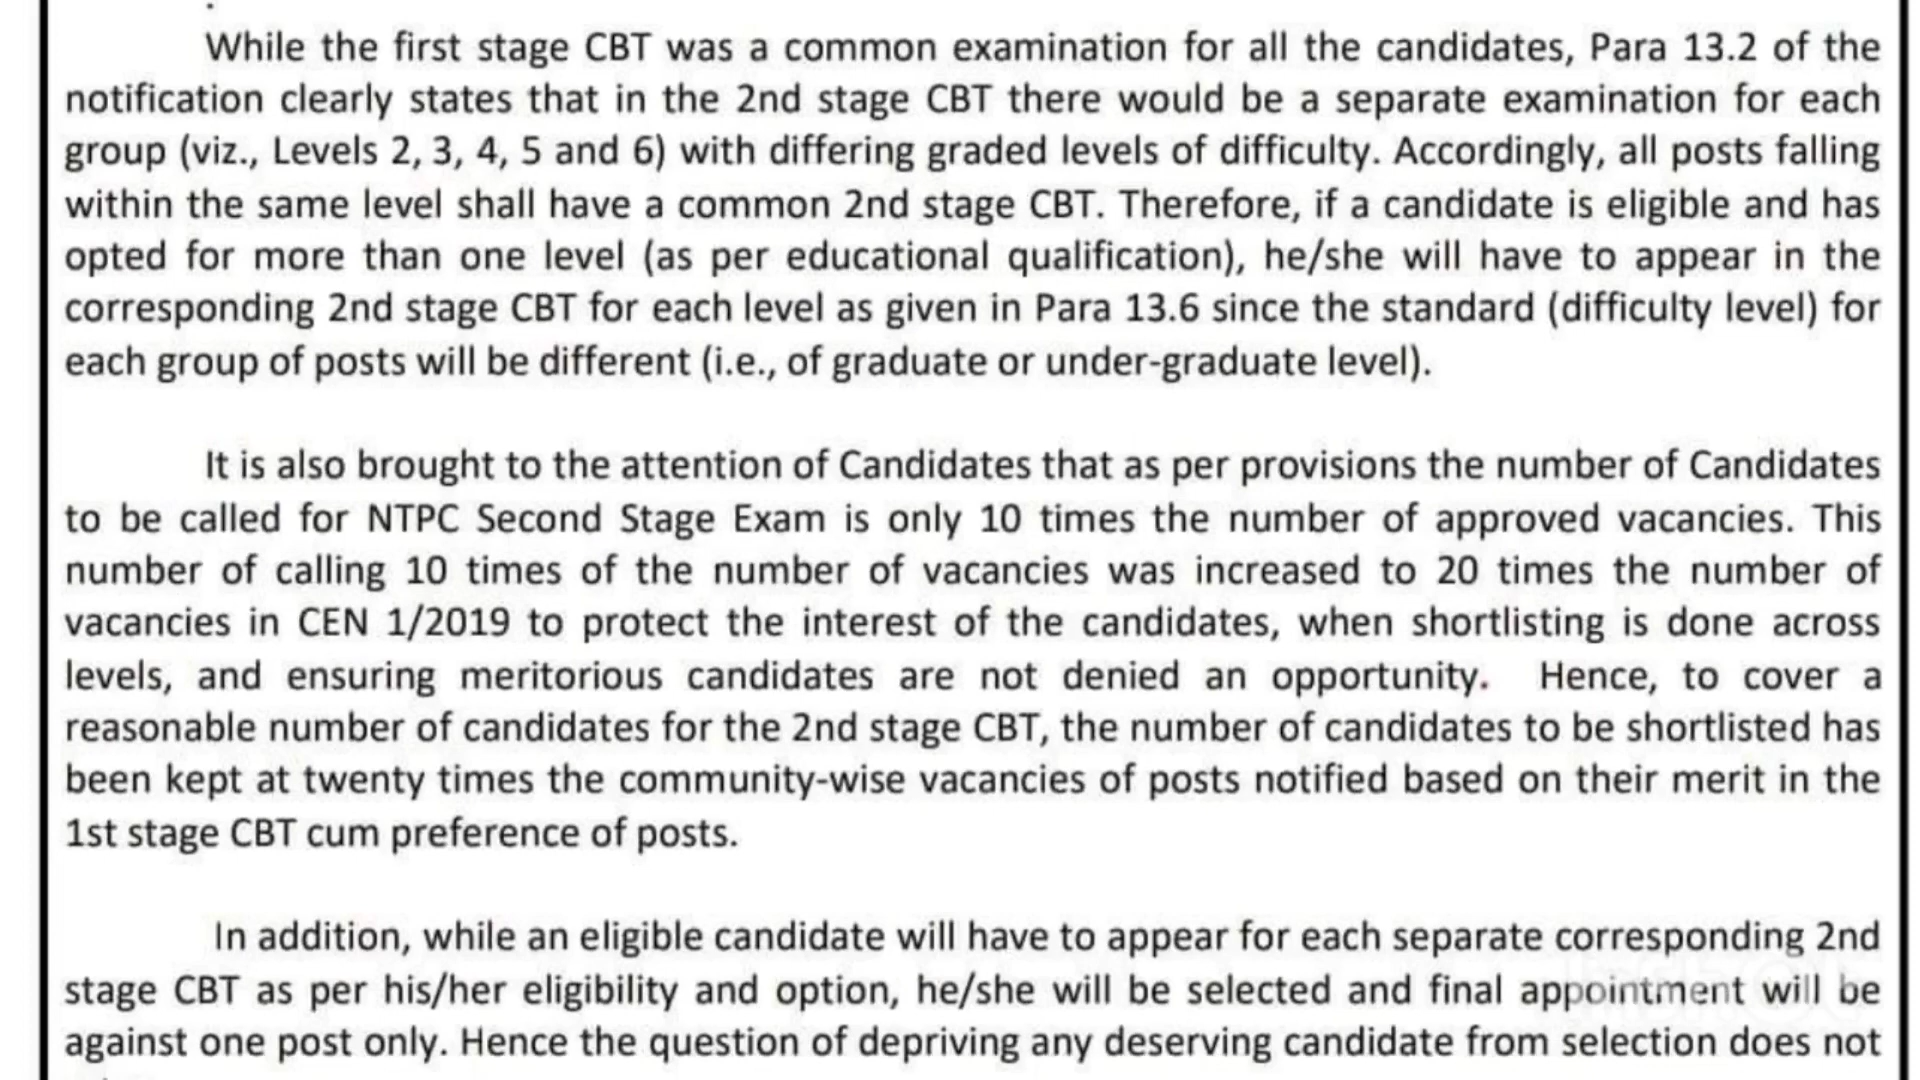 While the first stage CBT was a common examination for all the candidates, Para 13.2 of the
notification clearly states that in the 2nd stage CBT there would be a separate examination for each
group (viz., Levels 2, 3, 4, 5 and 6) with differing graded levels of difficulty. Accordingly, all posts falling
within the same level shall have a common 2nd stage CBT. Therefore, if a candidate is eligible and has
opted for more than one level (as per educational qualification), he/she will have to appear in the
corresponding 2nd stage CBT for each level as given in Para 13.6 since the standard (difficulty level) for
each group of posts will be different (i.e., of graduate or under-graduate level).
It is also brought to the attention of Candidates that as per provisions the number of Candidates
to be called for NTPC Second Stage Exam is only 10 times the number of approved vacancies. This
number of calling 10 times of the number of vacancies was increased to 20 times the number of
vacancies in CEN 1/2019 to protect the interest of the candidates, when shortlisting is done across
levels, and ensuring meritorious candidates are not denied an opportunity. Hence, to cover a
reasonable number of candidates for the 2nd stage CBT, the number of candidates to be shortlisted has
been kept at twenty times the community-wise vacancies of posts notified based on their merit in the
1st stage CBT cum preference of posts.
In addition, while an eligible candidate will have to appear for each separate corresponding 2nd
stage CBT as per his/her eligibility and option, he/she will be selected and final appointment will be
against one post only. Hence the question of depriving any deserving candidate from selection does not